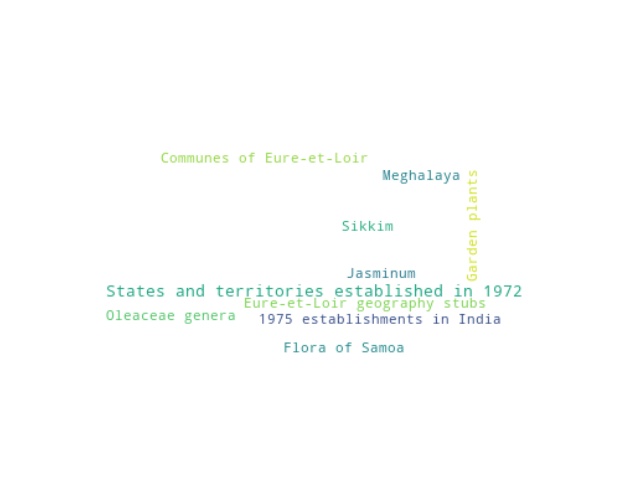 Communes of Eure-et-Loir
Meghalaya
Garden plants
Sikkim
Jasminum
States and territories established in 1972
Eure-et-Loir geography stubs
Oleaceae genera
1975 establishments in India
Flora of Samoa